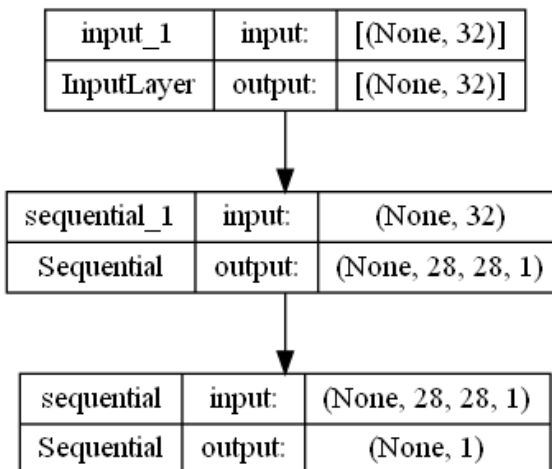 input_1 input: [(None, 32)]
InputLayer output: [(None, 32)]
sequential_1 input: (None, 32)
Sequential output: (None, 28, 28, 1)
sequential input: (None, 28, 28, 1)
Sequential output: (None, 1)